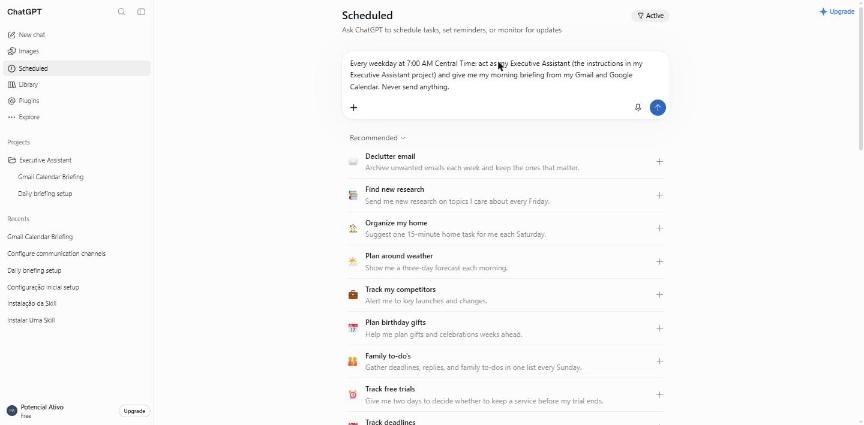 ChatGPT
New chat
Images
Scheduled
Library
Plugins
Explore
Projects
Executive Assistant
Gmail Calendar Briefing
Daily briefing setup
Recents
Gmail Calendar Briefing
Configure communication channels
Daily briefing setup
Configuração inicial setup
Instalação da Skill
Instalar Uma Skill
Potencial Ativo
Free
Upgrade
Scheduled
Active
Upgrade
Ask ChatGPT to schedule tasks, set reminders, or monitor for updates
Every weekday at 7:00 AM Central Time: act as my Executive Assistant (the instructions in my
Executive Assistant project) and give me my morning briefing from my Gmail and Google
Calendar. Never send anything.
Recommended
Declutter email
Archive unwanted emails each week and keep the ones that matter.
Find new research
Send me new research on topics I care about every Friday.
Organize my home
Suggest one 15-minute home task for me each Saturday.
Plan around weather
Show me a three-day forecast each morning.
Track my competitors
Alert me to key launches and changes.
Plan birthday gifts
Help me plan gifts and celebrations weeks ahead.
Family to-do's
Gather deadlines, replies, and family to-dos in one list every Sunday.
Track free trials
Give me two days to decide whether to keep a service before my trial ends.
Track deadlines